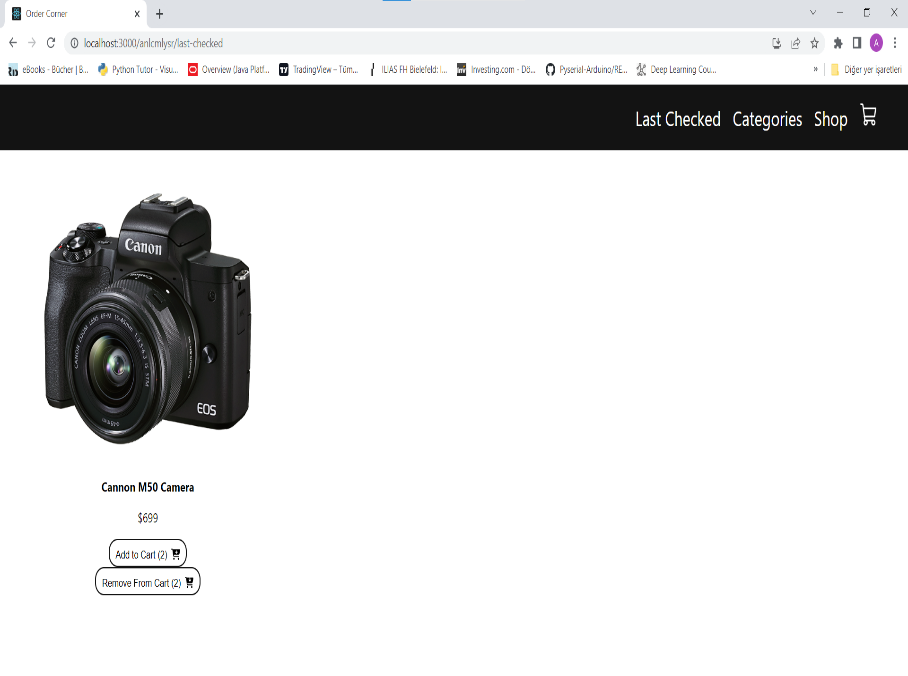 Order Corner
localhost:3000/anlcmlysr/last-checked
A
eBooks - Bücher | B... Python Tutor - Visu... Overview (Java Platf... TradingView – Tüm... ILIAS FH Bielefeld: I... Investing.com - Dö... Pyserial-Arduino/RE... Deep Learning Cou... » Diğer yer işaretleri
Last Checked Categories Shop
Canon
EOS
Cannon M50 Camera
$699
Add to Cart (2)
Remove From Cart (2)